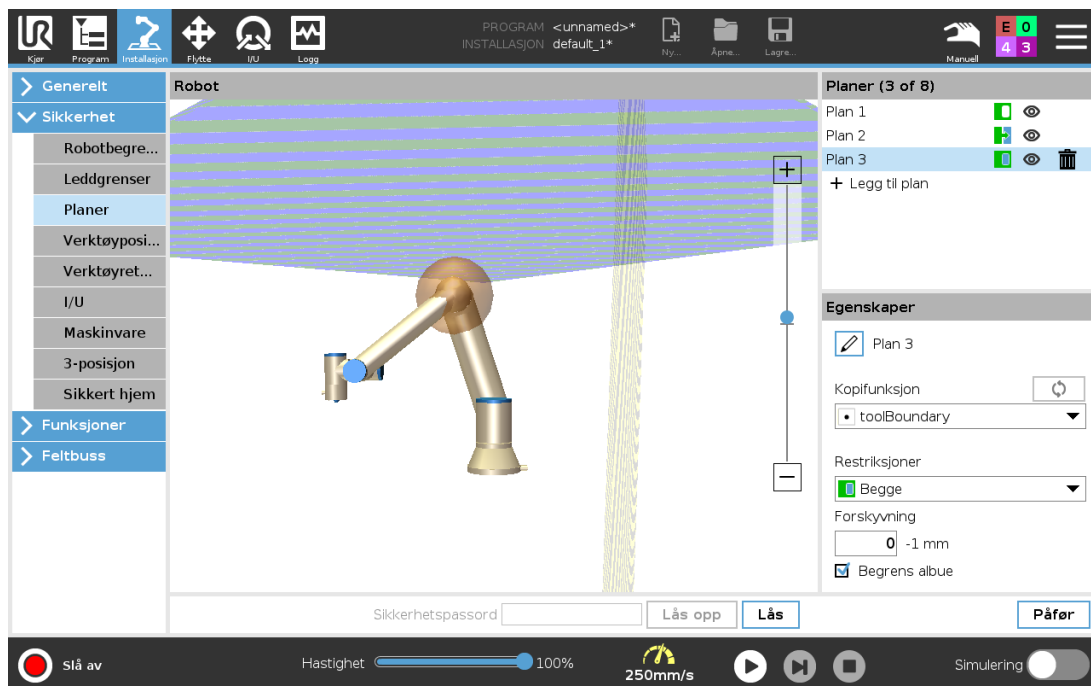 UR
Kjør
Program
Installasjon
Flytte
I/U
Logg
PROGRAM <unnamed>*
INSTALLASJON default_1*
Ny...
Åpne...
Lagre...
Manuell
E 0
4 3
Generelt
Sikkerhet
Robotbegre...
Leddgrenser
Planer
Verktøyposi...
Verktøyret...
I/U
Maskinvare
3-posisjon
Sikkert hjem
Funksjoner
Feltbuss
Robot
Planer (3 of 8)
Plan 1
Plan 2
Plan 3
+ Legg til plan
Egenskaper
Plan 3
Kopifunksjon
toolBoundary
Restriksjoner
Begge
Forskyvning
0 -1 mm
Begrens albue
Sikkerhetspassord
Lås opp
Lås
Påfør
Slå av
Hastighet
100%
250mm/s
Simulering